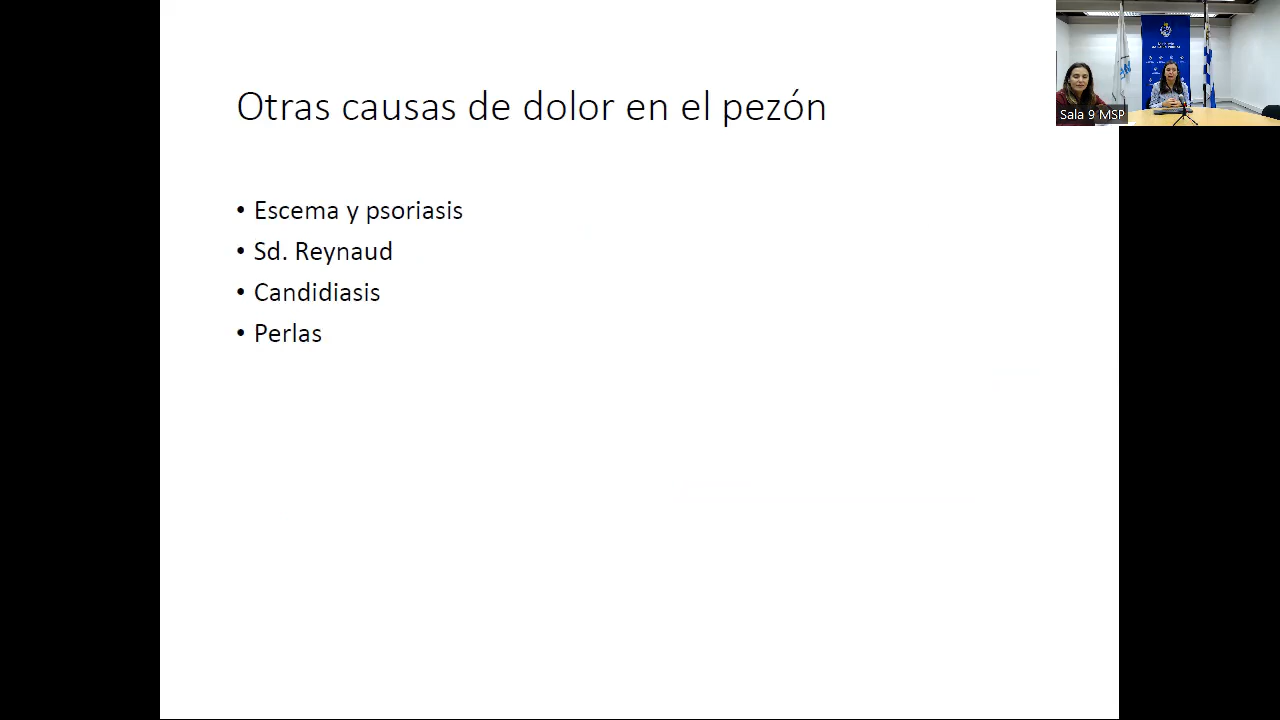 Otras causas de dolor en el pezón
• Escema y psoriasis
• Sd. Reynaud
• Candidiasis
• Perlas
Sala 9 MSP